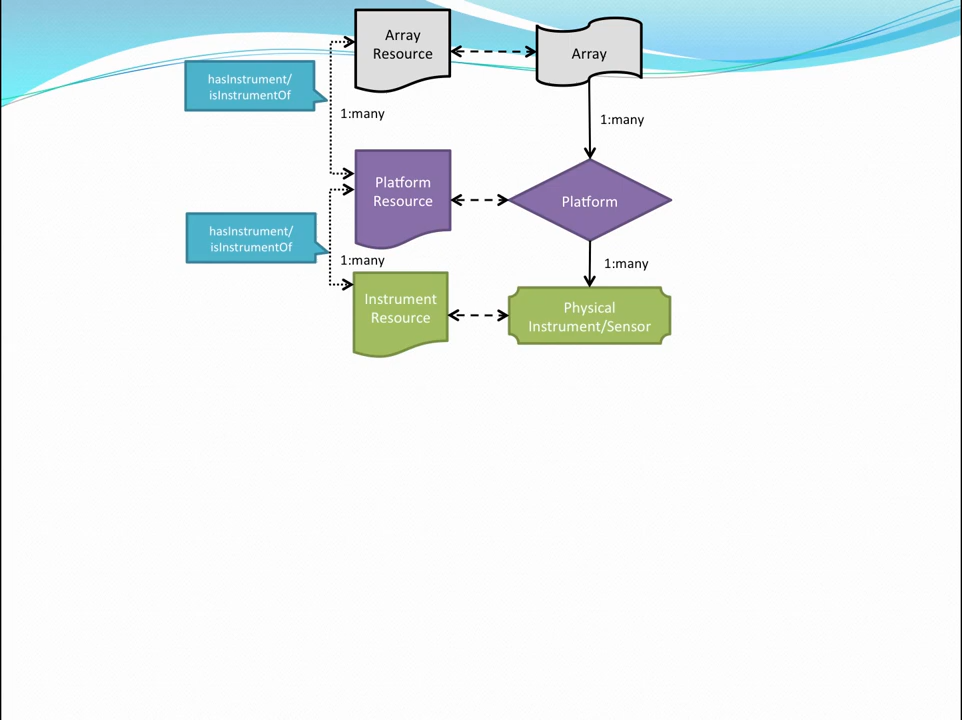 Array
Resource
Array
hasInstrument/
isInstrumentOf
1:many
1:many
Platform
Resource
Platform
hasInstrument/
isInstrumentOf
1:many
1:many
Instrument
Resource
Physical
Instrument/Sensor